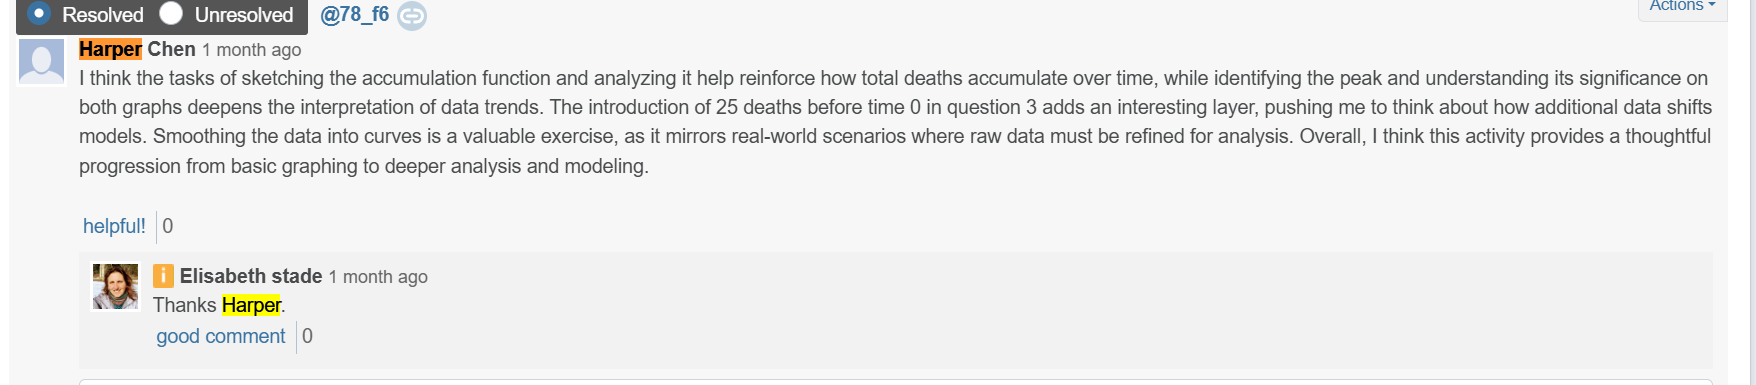 Resolved Unresolved @78_f6
Actions
Harper Chen 1 month ago
I think the tasks of sketching the accumulation function and analyzing it help reinforce how total deaths accumulate over time, while identifying the peak and understanding its significance on
both graphs deepens the interpretation of data trends. The introduction of 25 deaths before time 0 in question 3 adds an interesting layer, pushing me to think about how additional data shifts
models. Smoothing the data into curves is a valuable exercise, as it mirrors real-world scenarios where raw data must be refined for analysis. Overall, I think this activity provides a thoughtful
progression from basic graphing to deeper analysis and modeling.
helpful! 0
i Elisabeth stade 1 month ago
Thanks Harper.
good comment 0